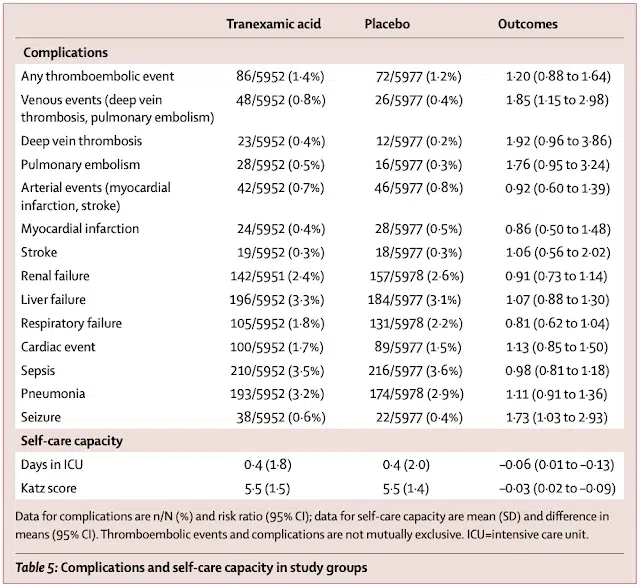 Tranexamic acid Placebo Outcomes
Complications
Any thromboembolic event 86/5952 (1·4%) 72/5977 (1·2%) 1·20 (0·88 to 1·64)
Venous events (deep vein 48/5952 (0·8%) 26/5977 (0·4%) 1·85 (1·15 to 2·98)
thrombosis, pulmonary embolism)
Deep vein thrombosis 23/5952 (0·4%) 12/5977 (0·2%) 1·92 (0·96 to 3·86)
Pulmonary embolism 28/5952 (0·5%) 16/5977 (0·3%) 1·76 (0·95 to 3·24)
Arterial events (myocardial 42/5952 (0·7%) 46/5977 (0·8%) 0·92 (0·60 to 1·39)
infarction, stroke)
Myocardial infarction 24/5952 (0·4%) 28/5977 (0·5%) 0·86 (0·50 to 1·48)
Stroke 19/5952 (0·3%) 18/5977 (0·3%) 1·06 (0·56 to 2·02)
Renal failure 142/5951 (2·4%) 157/5978 (2·6%) 0·91 (0·73 to 1·14)
Liver failure 196/5952 (3·3%) 184/5977 (3·1%) 1·07 (0·88 to 1·30)
Respiratory failure 105/5952 (1·8%) 131/5978 (2·2%) 0·81 (0·62 to 1·04)
Cardiac event 100/5952 (1·7%) 89/5977 (1·5%) 1·13 (0·85 to 1·50)
Sepsis 210/5952 (3·5%) 216/5977 (3·6%) 0·98 (0·81 to 1·18)
Pneumonia 193/5952 (3·2%) 174/5978 (2·9%) 1·11 (0·91 to 1·36)
Seizure 38/5952 (0·6%) 22/5977 (0·4%) 1·73 (1·03 to 2·93)
Self-care capacity
Days in ICU 0·4 (1·8) 0·4 (2·0) –0·06 (0·01 to –0·13)
Katz score 5·5 (1·5) 5·5 (1·4) –0·03 (0·02 to –0·09)
Data for complications are n/N (%) and risk ratio (95% CI); data for self-care capacity are mean (SD) and difference in
means (95% CI). Thromboembolic events and complications are not mutually exclusive. ICU=intensive care unit.
Table 5: Complications and self-care capacity in study groups